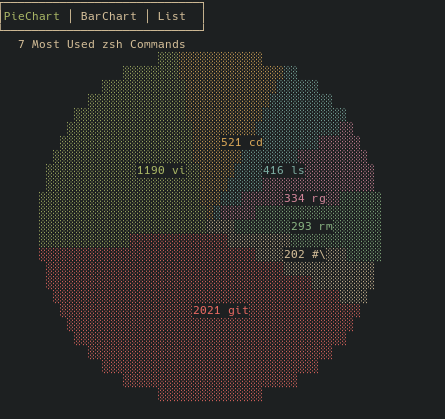 PieChart │ BarChart │ List
7 Most Used zsh Commands
521 cd
1190 vi
416 ls
334 rg
293 rm
202 #\
2021 git